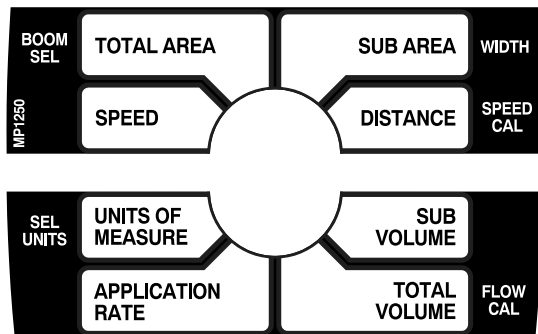 BOOM
SEL
TOTAL AREA
SUB AREA
WIDTH
MP1250
SPEED
DISTANCE
SPEED
CAL
SEL
UNITS
UNITS OF
MEASURE
SUB
VOLUME
APPLICATION
RATE
TOTAL
VOLUME
FLOW
CAL